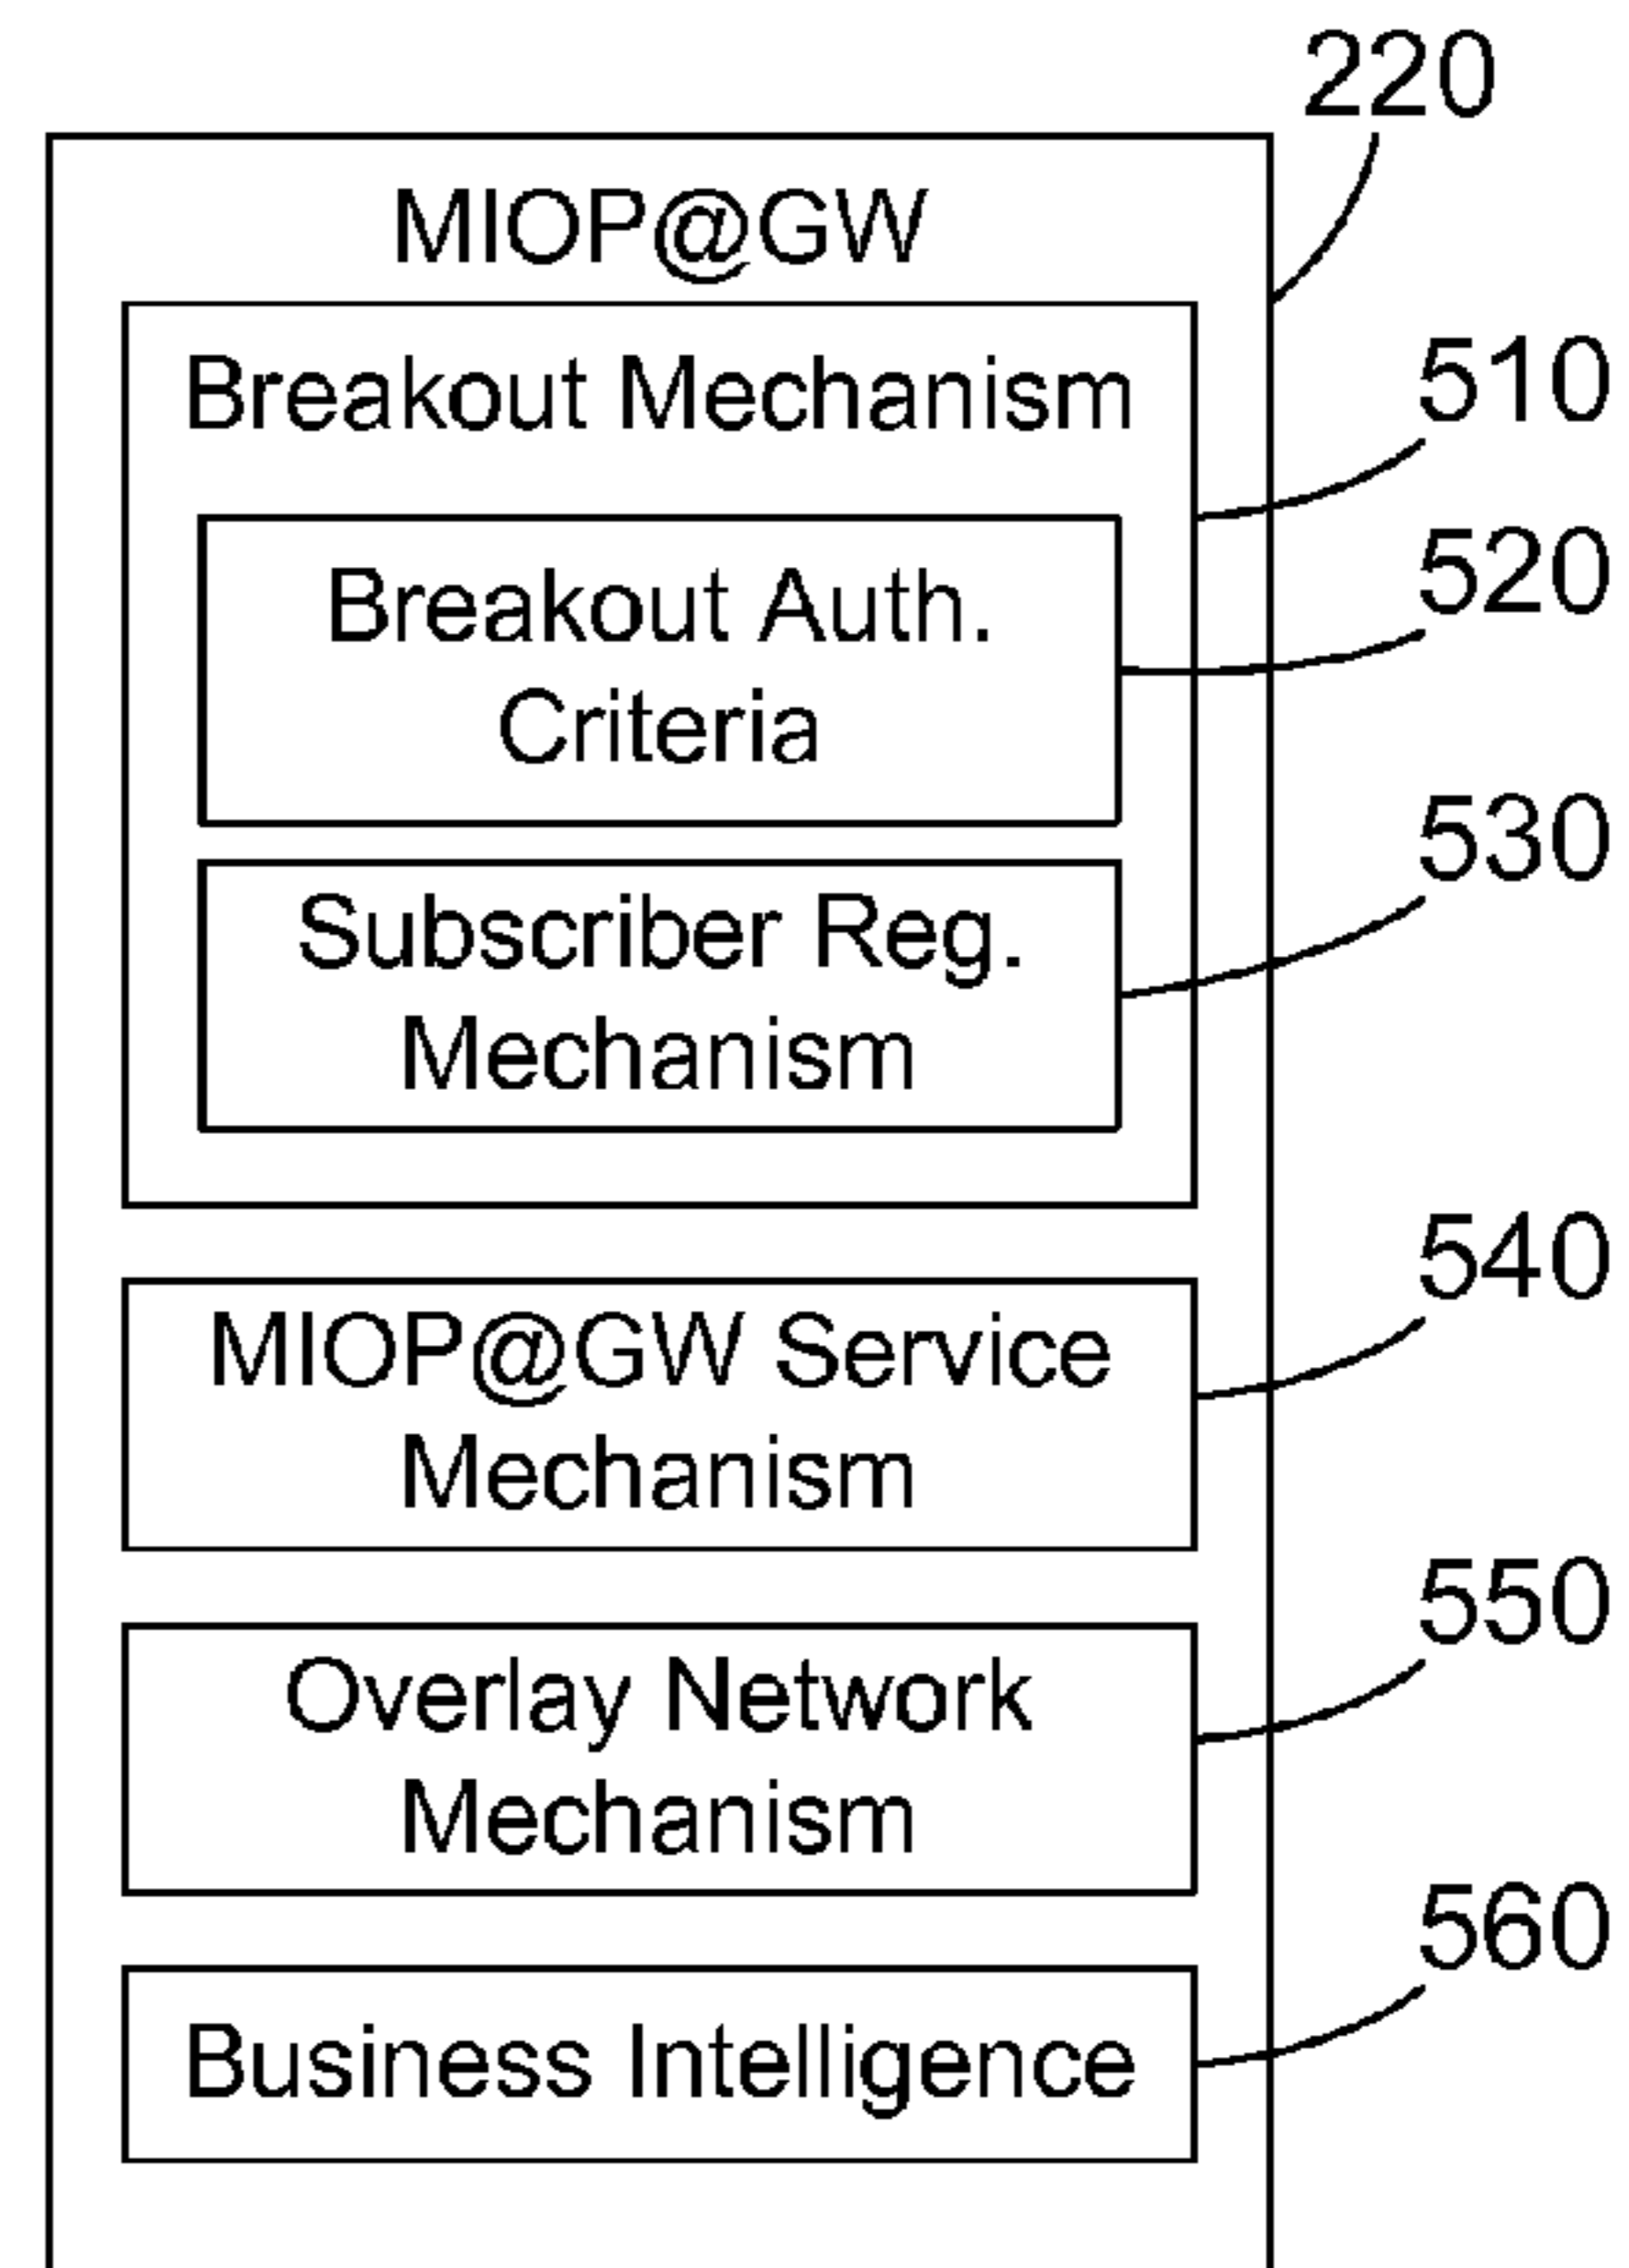 220
MIOP@GW
Breakout Mechanism
510
Breakout Auth.
Criteria
520
Subscriber Reg.
Mechanism
530
MIOP@GW Service
Mechanism
540
Overlay Network
Mechanism
550
Business Intelligence
560